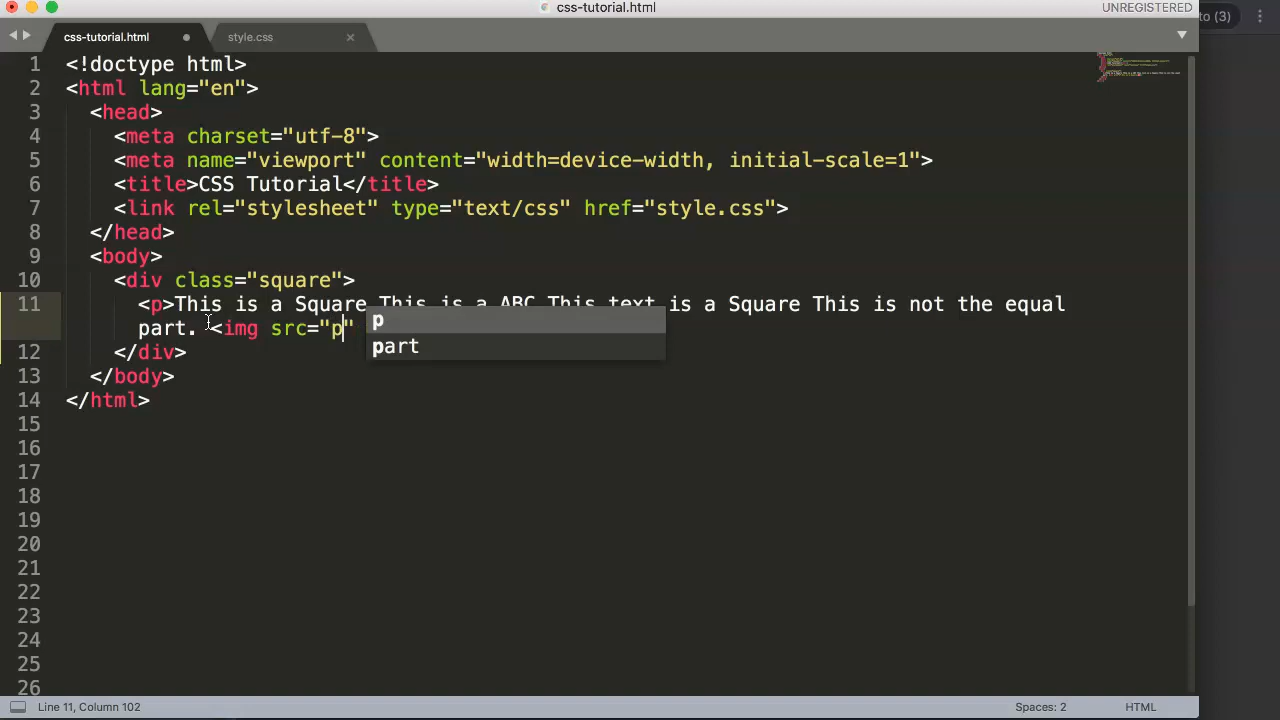 css-tutorial.html
UNREGISTERED
to (3)
css-tutorial.html
style.css
1 <!doctype html>
2 <html lang="en">
3 <head>
4 <meta charset="utf-8">
5 <meta name="viewport" content="width=device-width, initial-scale=1">
6 <title>CSS Tutorial</title>
7 <link rel="stylesheet" type="text/css" href="style.css">
8 </head>
9 <body>
10 <div class="square">
11 <p>This is a Square This is a ABC This text is a Square This is not the equal
part. <img src="p"
p
part
12 </div>
13 </body>
14 </html>
15
16
17
18
19
20
21
22
23
24
25
26
Line 11, Column 102
Spaces: 2
HTML